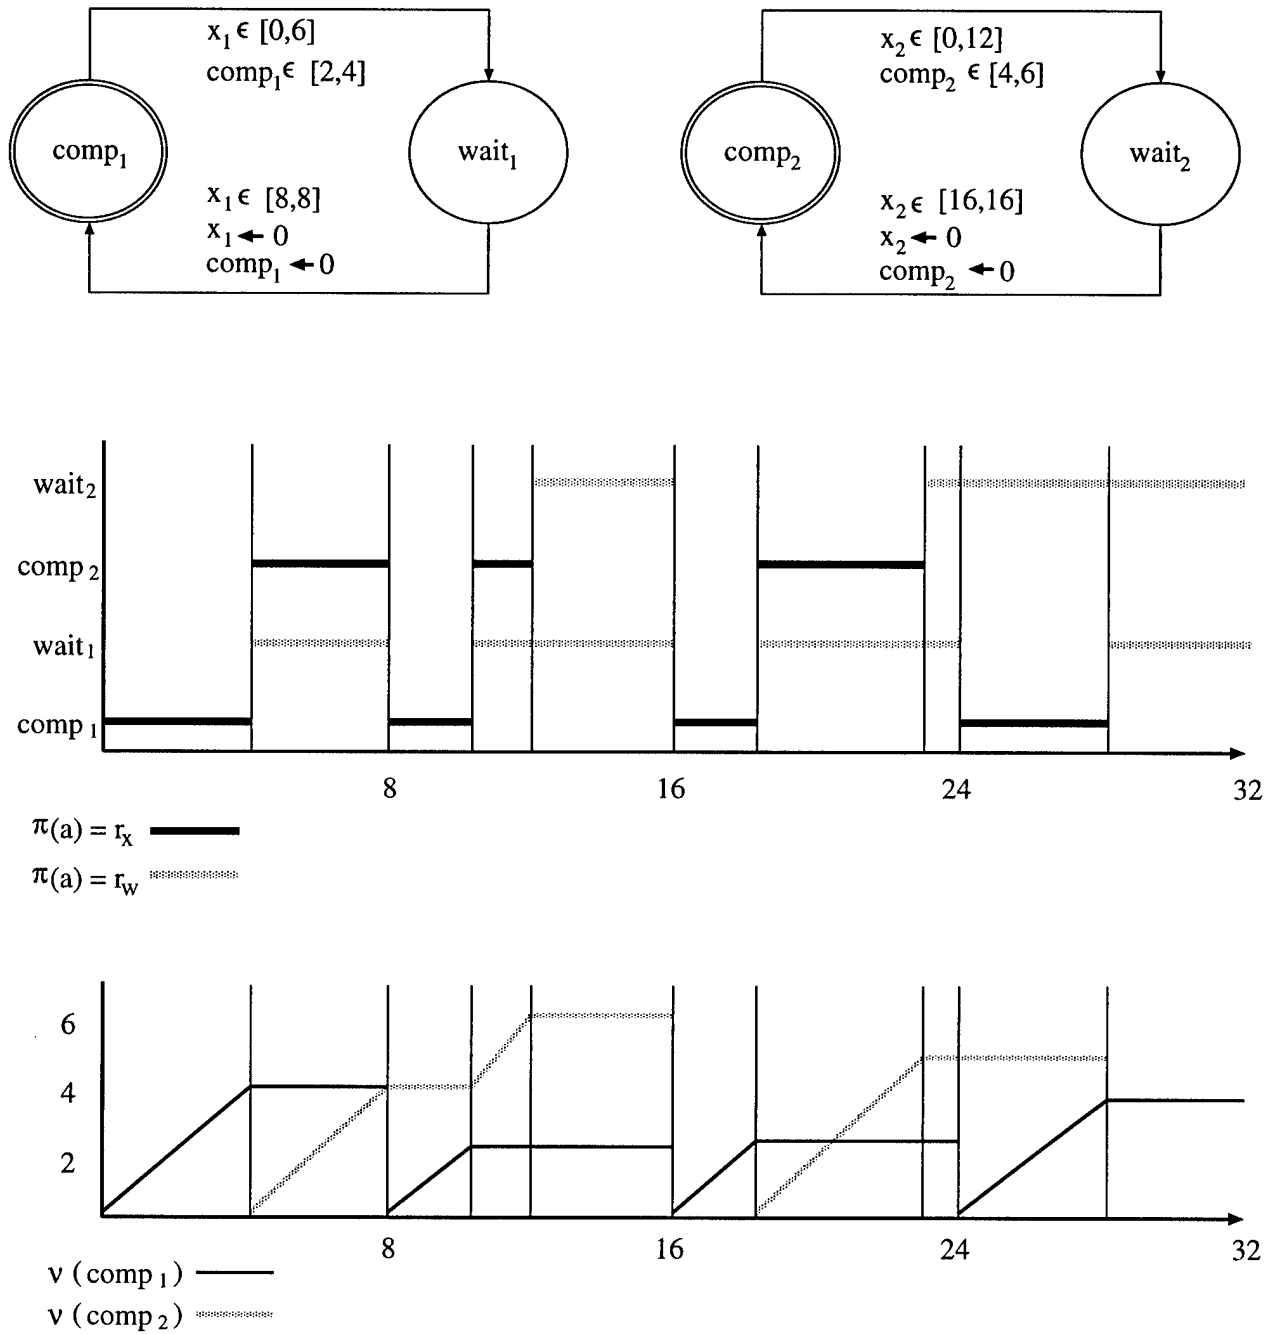 x₁ ϵ [0,6]
comp₁ ϵ [2,4]
comp₁
wait₁
x₁ ϵ [8,8]
x₁ ← 0
comp₁ ← 0
x₂ ϵ [0,12]
comp₂ ϵ [4,6]
comp₂
wait₂
x₂ ϵ [16,16]
x₂ ← 0
comp₂ ← 0
wait₂
comp₂
wait₁
comp₁
8 16 24 32
π(a) = rₓ
π(a) = r_w
6
4
2
8 16 24 32
ν (comp₁)
ν (comp₂)